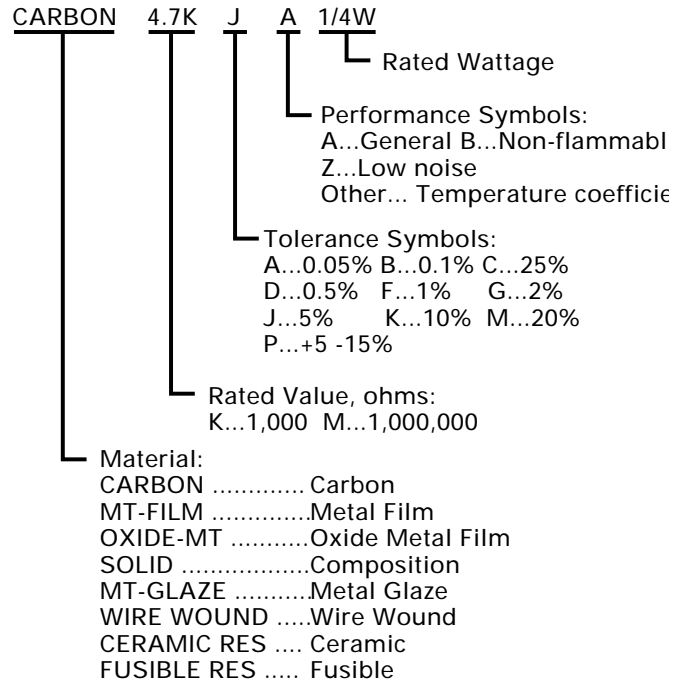 CARBON 4.7K J A 1/4W
Rated Wattage
Performance Symbols:
A...General B...Non-flammabl
Z...Low noise
Other... Temperature coefficie
Tolerance Symbols:
A...0.05% B...0.1% C...25%
D...0.5% F...1% G...2%
J...5% K...10% M...20%
P...+5 -15%
Rated Value, ohms:
K...1,000 M...1,000,000
Material:
CARBON ............. Carbon
MT-FILM ..............Metal Film
OXIDE-MT ...........Oxide Metal Film
SOLID ..................Composition
MT-GLAZE ...........Metal Glaze
WIRE WOUND .....Wire Wound
CERAMIC RES .... Ceramic
FUSIBLE RES ..... Fusible